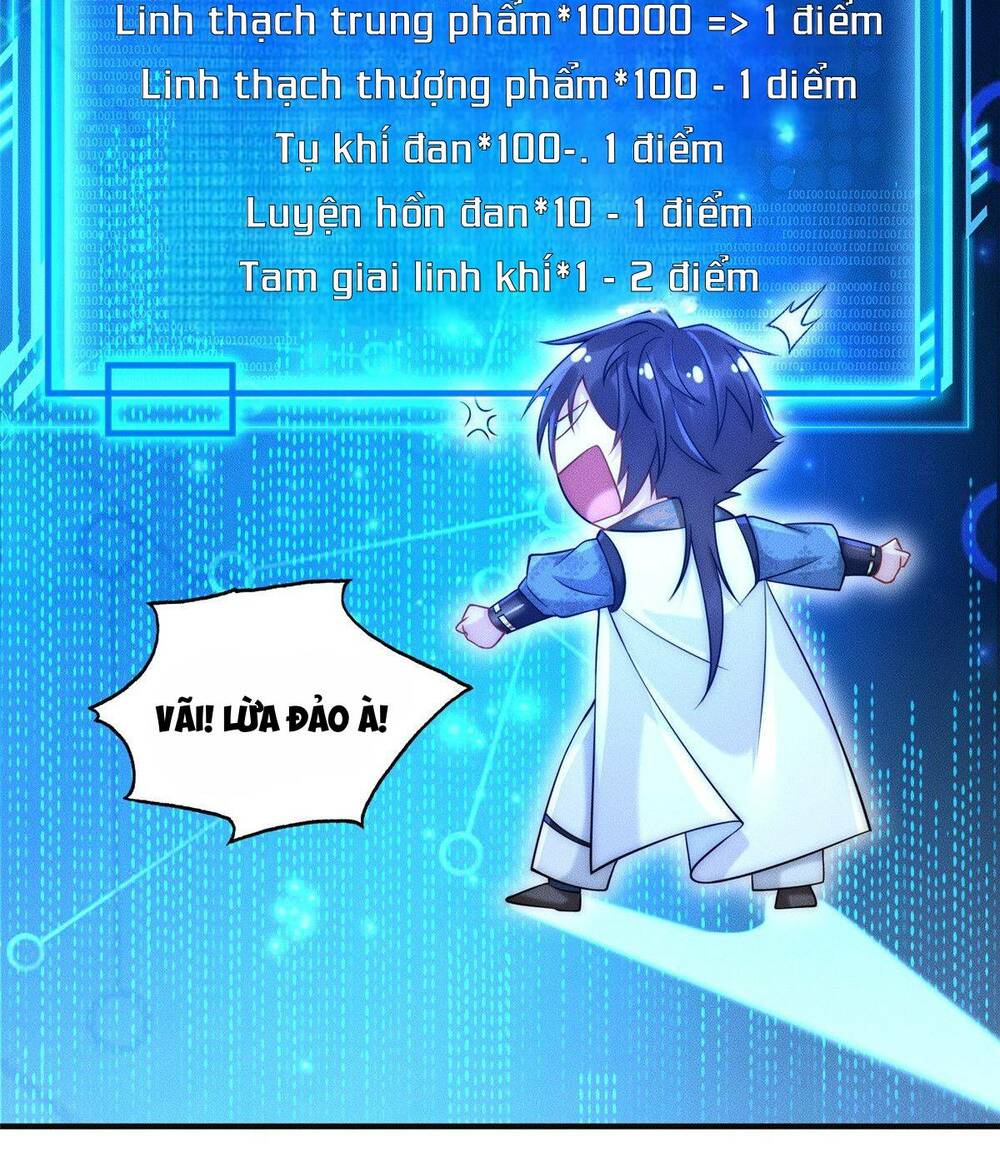 Linh thạch trung phẩm*10000 => 1 điểm
Linh thạch thượng phẩm*100 - 1 diểm
Tụ khí đan*100-. 1 điểm
Luyện hồn đan*10 - 1 điểm
Tam giai linh khí*1 - 2 điểm
VÃI! LỪA ĐẢO À!